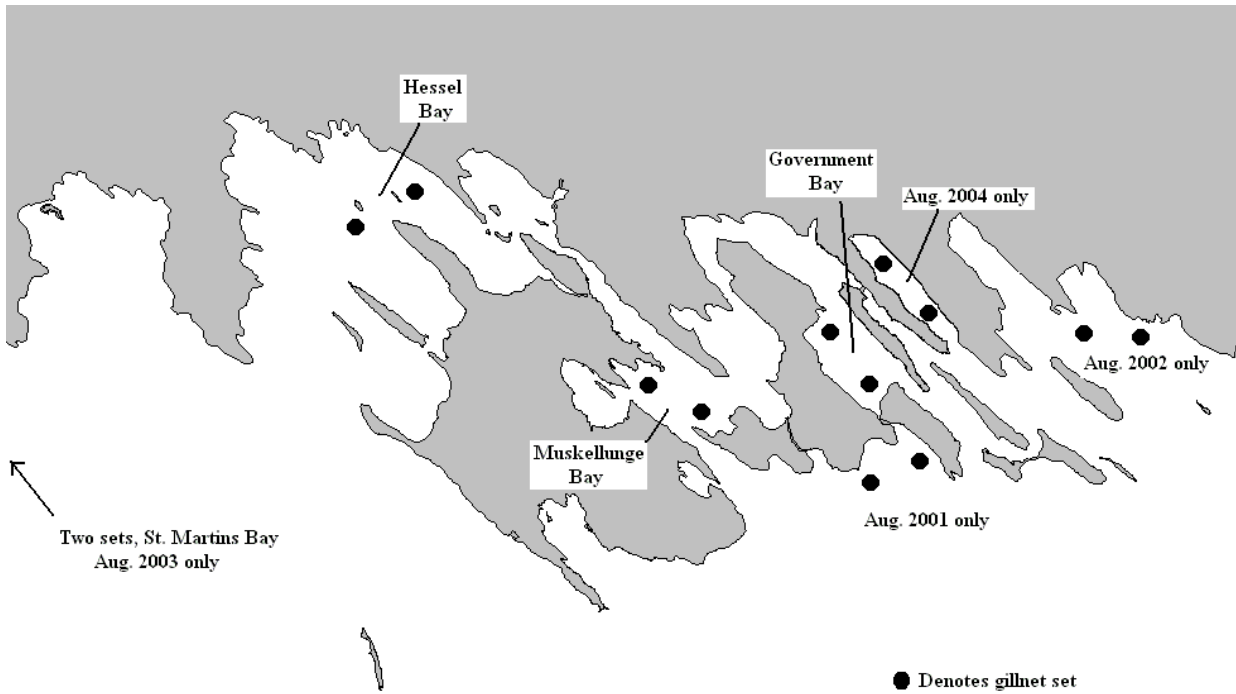 Hessel
Bay
Government
Bay
Aug. 2004 only
Aug. 2002 only
Muskellunge
Bay
Aug. 2001 only
Two sets, St. Martins Bay
Aug. 2003 only
Denotes gillnet set